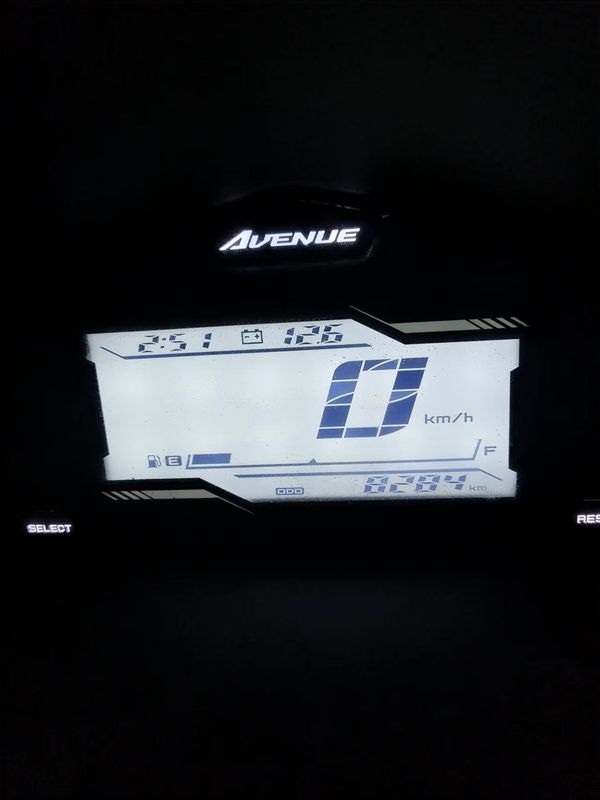 AVENUE
2:51 12.6
0 km/h
E F
ODO 8284 km
SELECT RES